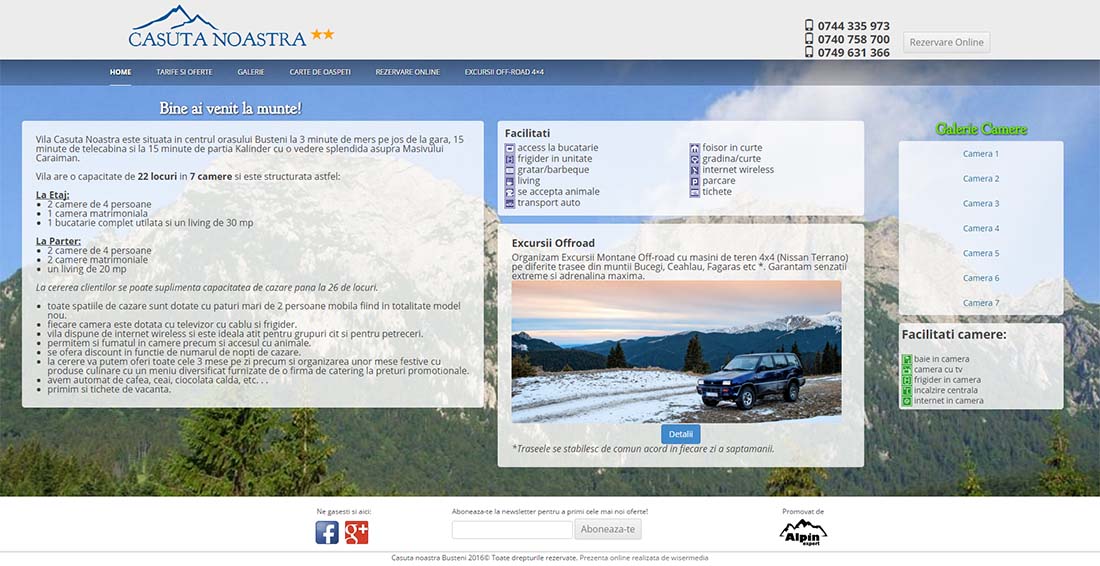 CASUTA NOASTRA
0744 335 973
0740 758 700
0749 631 366
Rezervare Online
HOME
TARIFE SI OFERTE
GALERIE
CARTE DE OASPETI
REZERVARE ONLINE
EXCURSII OFF-ROAD 4×4
Bine ai venit la munte!
Vila Casuta Noastra este situata in centrul orasului Busteni la 3 minute de mers pe jos de la gara, 15
minute de telecabina si la 15 minute de partia Kalinder cu o vedere splendida asupra Masivului
Caraiman.
Vila are o capacitate de 22 locuri in 7 camere si este structurata astfel:
La Etaj:
2 camere de 4 persoane
1 camera matrimoniala
1 bucatarie complet utilata si un living de 30 mp
La Parter:
2 camere de 4 persoane
2 camere matrimoniale
un living de 20 mp
La cererea clientilor se poate suplimenta capacitatea de cazare pana la 26 de locuri.
toate spatiile de cazare sunt dotate cu paturi mari de 2 persoane mobila fiind in totalitate model
nou.
fiecare camera este dotata cu televizor cu cablu si frigider.
vila dispune de internet wireless si este ideala atit pentru grupuri cit si pentru petreceri.
permitem si fumatul in camere precum si accesul cu animale.
se ofera discount in functie de numarul de nopti de cazare.
la cerere va putem oferi toate cele 3 mese pe zi precum si organizarea unor mese festive cu
produse culinare cu un meniu diversificat furnizate de o firma de catering la preturi promotionale.
avem automat de cafea, ceai, ciocolata calda, etc. . .
primim si tichete de vacanta.
Facilitati
access la bucatarie
frigider in unitate
gratar/barbeque
living
se accepta animale
transport auto
foisor in curte
gradina/curte
internet wireless
parcare
tichete
Excursii Offroad
Organizam Excursii Montane Off-road cu masini de teren 4x4 (Nissan Terrano)
pe diferite trasee din muntii Bucegi, Ceahlau, Fagaras etc *. Garantam senzatii
extreme si adrenalina maxima.
Detalii
*Traseele se stabilesc de comun acord in fiecare zi a saptamanii.
Galerie Camere
Camera 1
Camera 2
Camera 3
Camera 4
Camera 5
Camera 6
Camera 7
Facilitati camere:
baie in camera
camera cu tv
frigider in camera
incalzire centrala
internet in camera
Ne gasesti si aici:
Aboneaza-te la newsletter pentru a primi cele mai noi oferte!
Aboneaza-te
Promovat de
Alpin
expert
Casuta noastra Busteni 2016© Toate drepturile rezervate. Prezenta online realizata de wisermedia